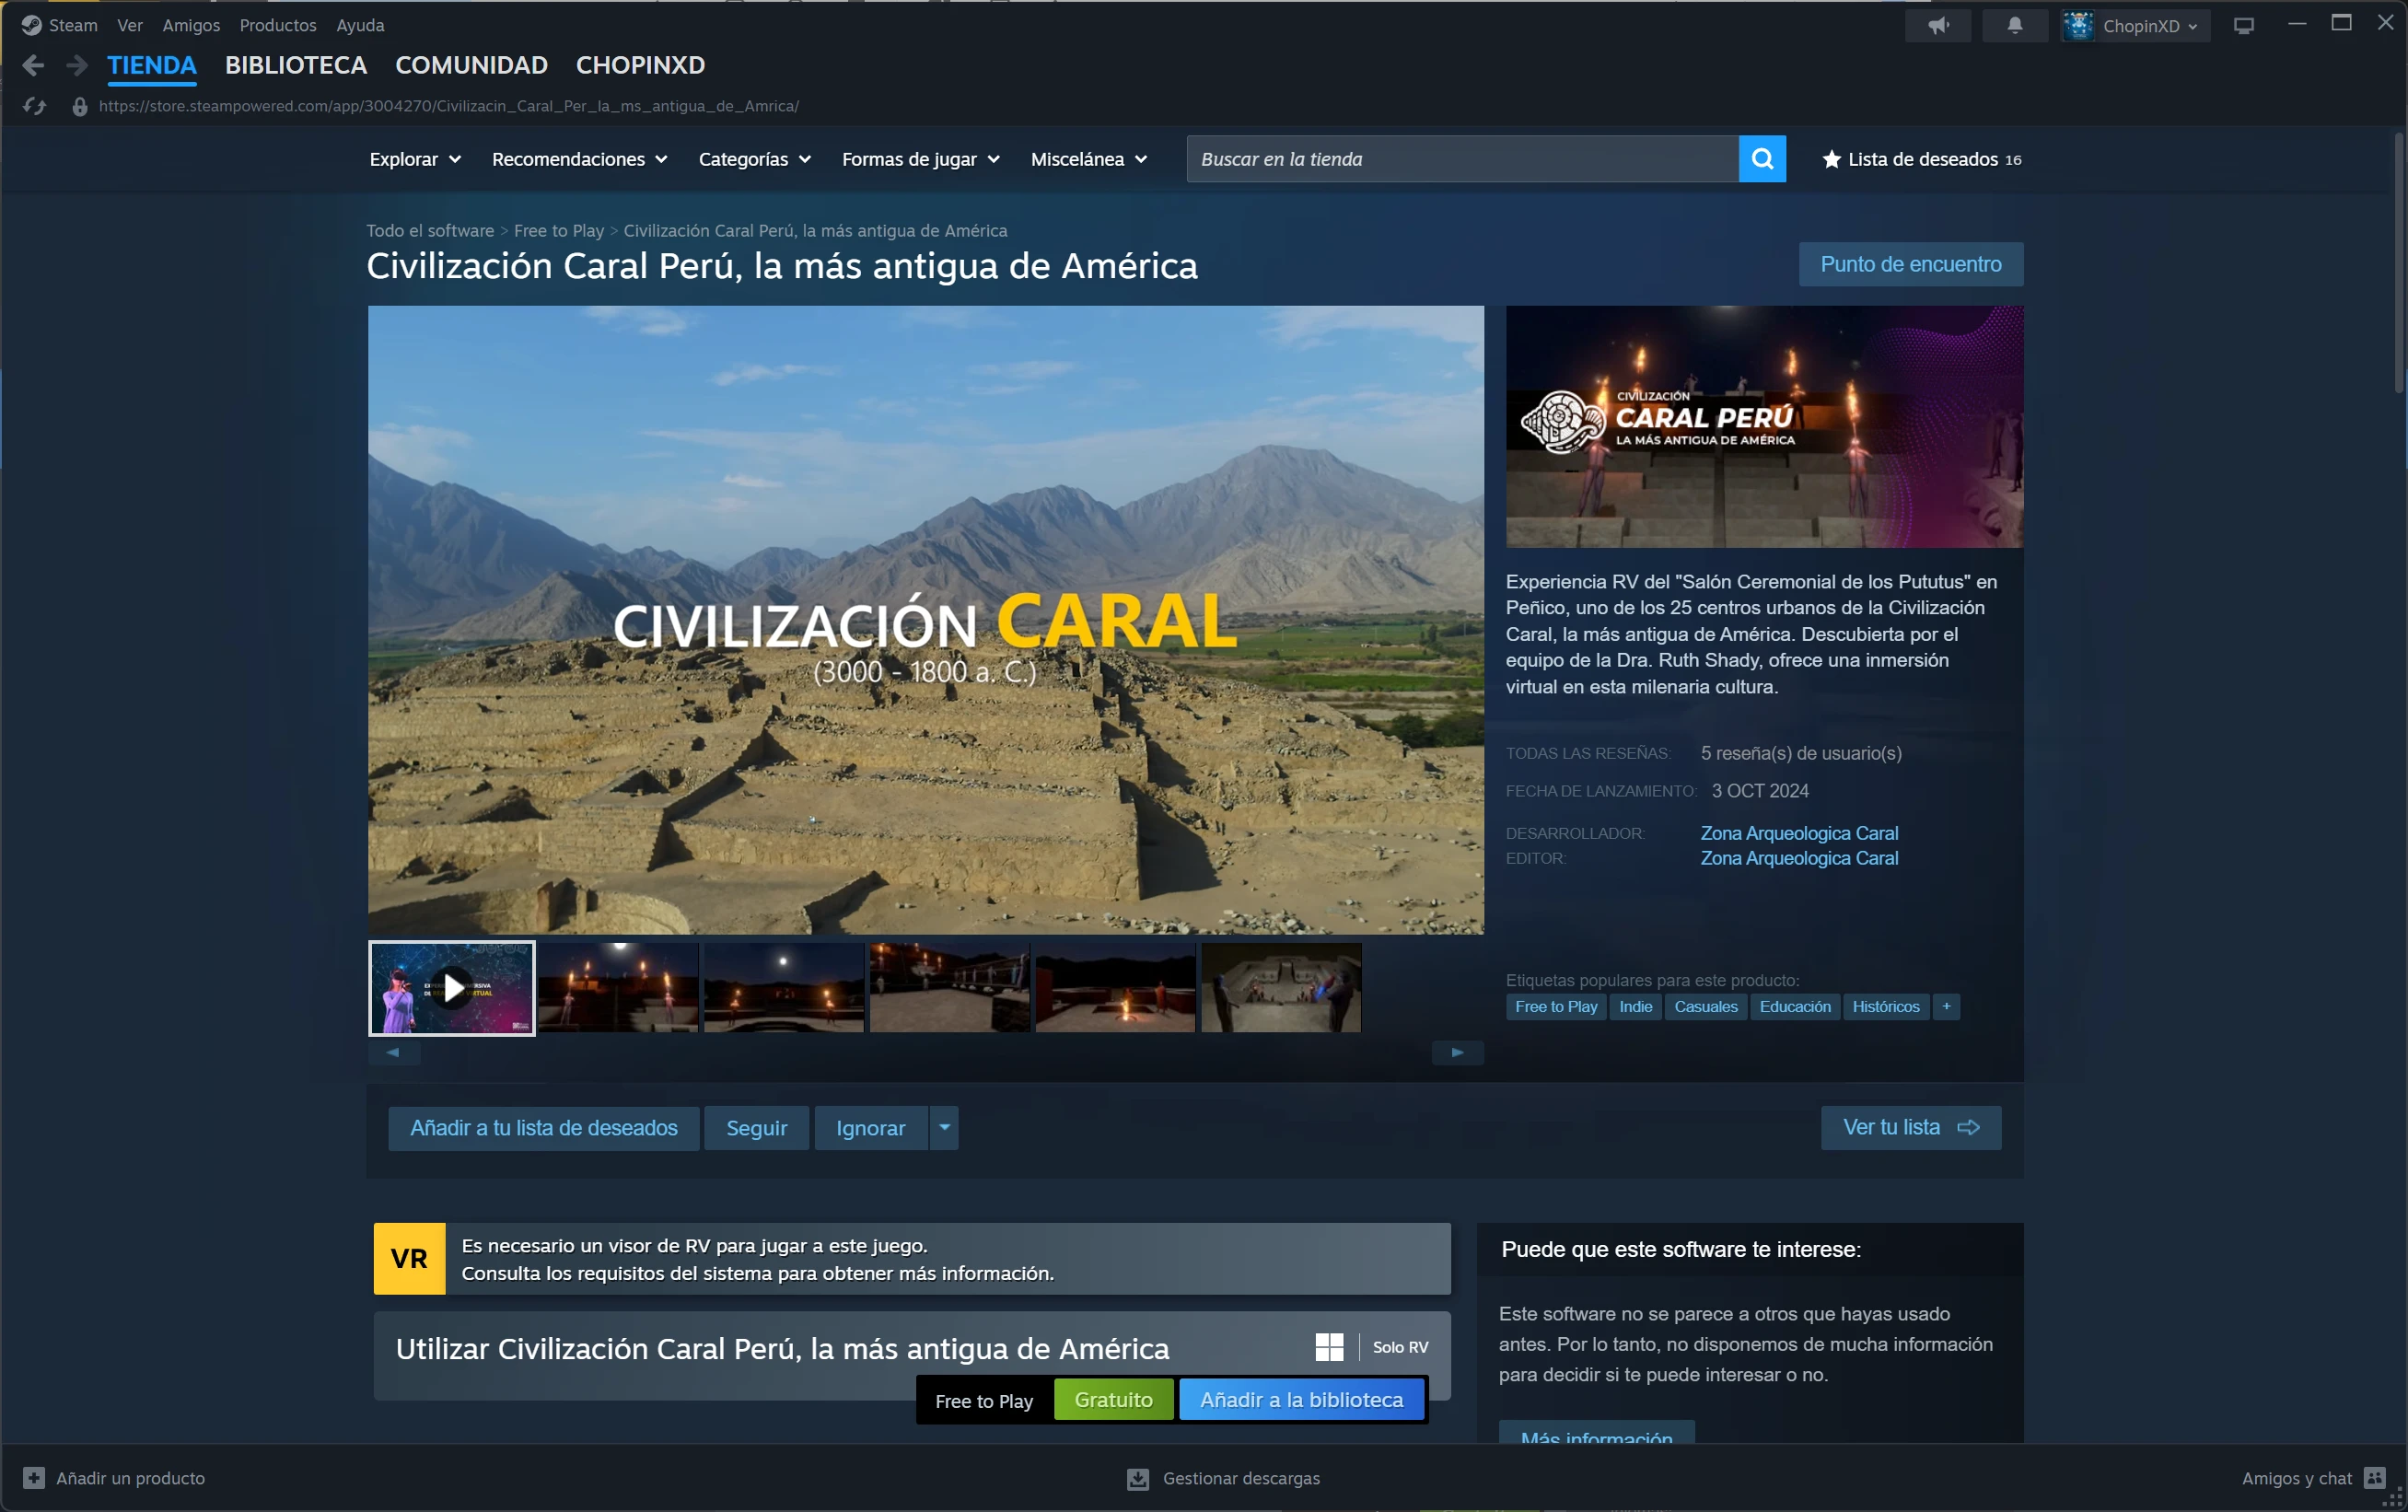 Steam Ver Amigos Productos Ayuda
ChopinXD
TIENDA BIBLIOTECA COMUNIDAD CHOPINXD
https://store.steampowered.com/app/3004270/Civilizacin_Caral_Per_la_ms_antigua_de_Amrica/
Explorar Recomendaciones Categorías Formas de jugar Miscelánea Buscar en la tienda Lista de deseados 16
Todo el software > Free to Play > Civilización Caral Perú, la más antigua de América
Civilización Caral Perú, la más antigua de América
Punto de encuentro
CIVILIZACIÓN CARAL
(3000 - 1800 a. C.)
CIVILIZACIÓN
CARAL PERÚ
LA MÁS ANTIGUA DE AMÉRICA
Experiencia RV del "Salón Ceremonial de los Pututus" en
Peñico, uno de los 25 centros urbanos de la Civilización
Caral, la más antigua de América. Descubierta por el
equipo de la Dra. Ruth Shady, ofrece una inmersión
virtual en esta milenaria cultura.
TODAS LAS RESEÑAS: 5 reseña(s) de usuario(s)
FECHA DE LANZAMIENTO: 3 OCT 2024
DESARROLLADOR: Zona Arqueologica Caral
EDITOR: Zona Arqueologica Caral
Etiquetas populares para este producto:
Free to Play Indie Casuales Educación Históricos +
Añadir a tu lista de deseados Seguir Ignorar
Ver tu lista
VR
Es necesario un visor de RV para jugar a este juego.
Consulta los requisitos del sistema para obtener más información.
Utilizar Civilización Caral Perú, la más antigua de América
Solo RV
Free to Play Gratuito Añadir a la biblioteca
Puede que este software te interese:
Este software no se parece a otros que hayas usado
antes. Por lo tanto, no disponemos de mucha información
para decidir si te puede interesar o no.
Más información
Añadir un producto
Gestionar descargas
Amigos y chat